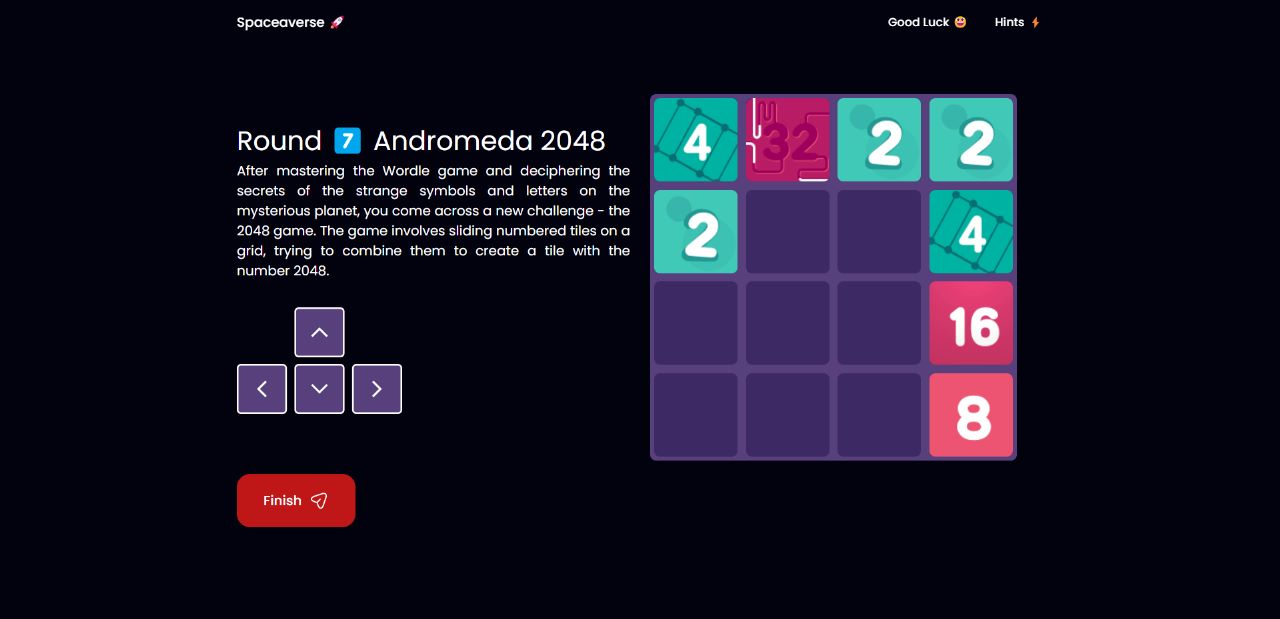 Spaceaverse 🚀
Good Luck 😃
Hints ⚡
Round 7 Andromeda 2048
After mastering the Wordle game and deciphering the
secrets of the strange symbols and letters on the
mysterious planet, you come across a new challenge - the
2048 game. The game involves sliding numbered tiles on a
grid, trying to combine them to create a tile with the
number 2048.
Finish
4 32 2 2
2 4
16
8